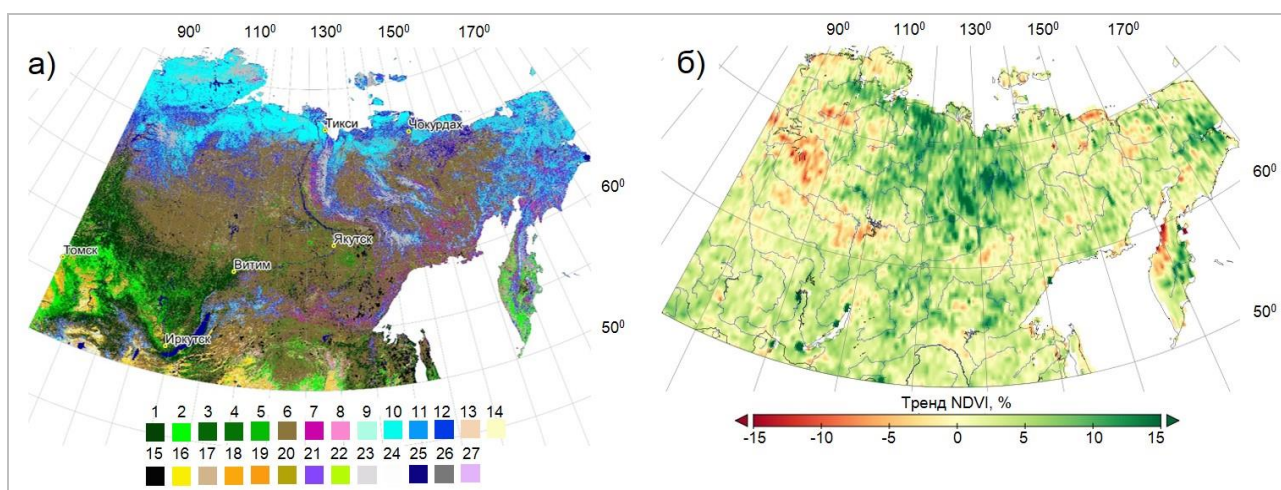 90⁰ 110⁰ 130⁰ 150⁰ 170⁰
а)
Тикси
Чокурдах
60⁰
Якутск
Томск
Витим
50⁰
Иркутск
1 2 3 4 5 6 7 8 9 10 11 12 13 14
15 16 17 18 19 20 21 22 23 24 25 26 27
90⁰ 110⁰ 130⁰ 150⁰ 170⁰
б)
60⁰
50⁰
Тренд NDVI, %
-15 -10 -5 0 5 10 15